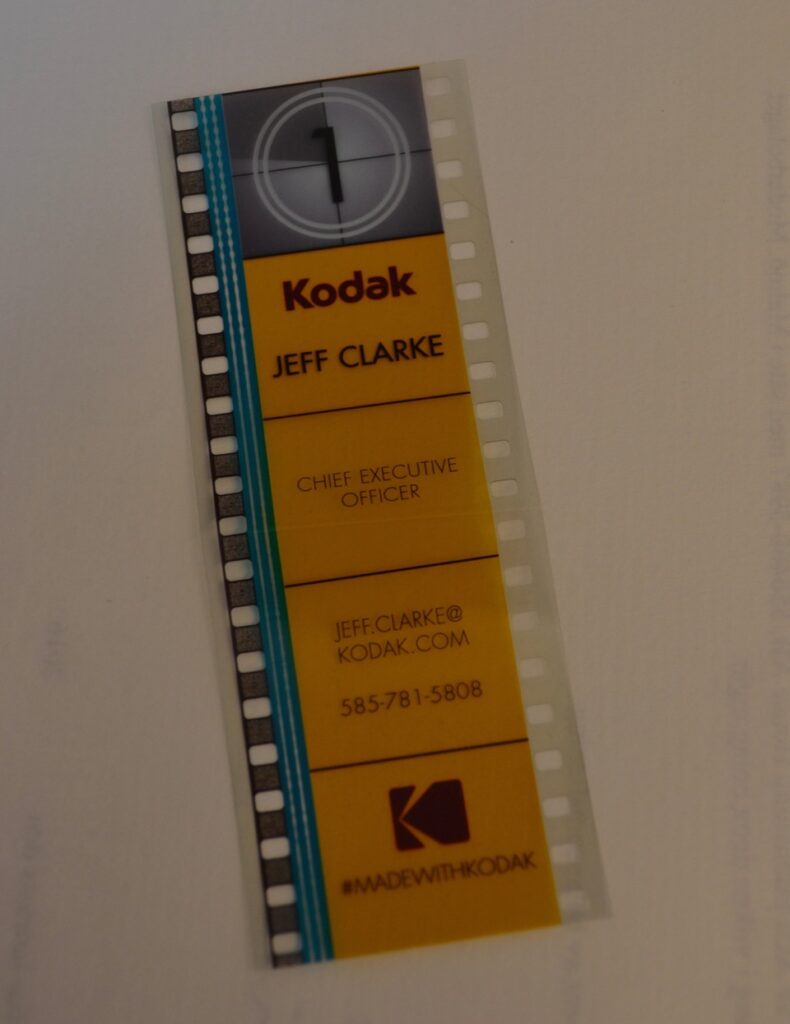 1
Kodak
JEFF CLARKE
CHIEF EXECUTIVE
OFFICER
JEFF.CLARKE@
KODAK.COM
585-781-5808
K
#MADEWITHKODAK